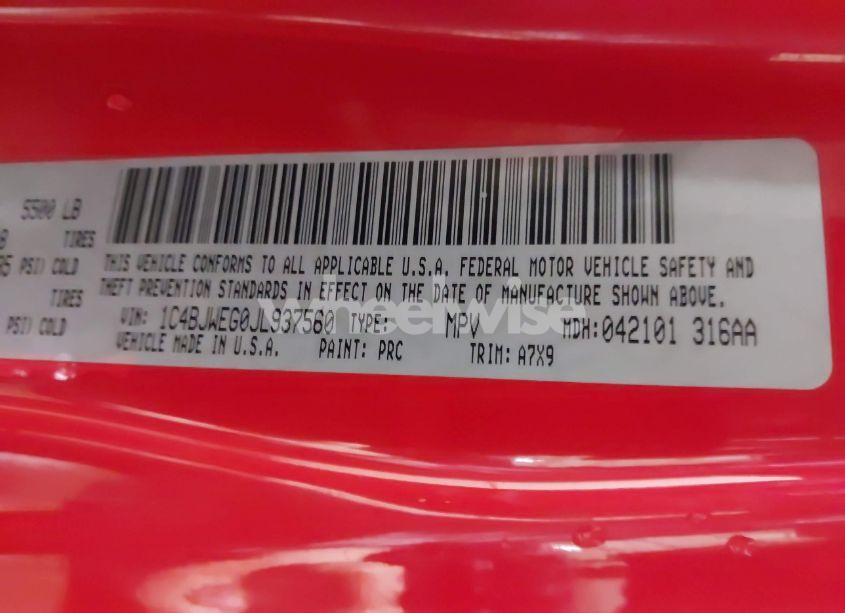 5500 LB
B TIRES
R5 PSI) COLD
TIRES
PSI) COLD
THIS VEHICLE CONFORMS TO ALL APPLICABLE U.S.A. FEDERAL MOTOR VEHICLE SAFETY AND
THEFT PREVENTION STANDARDS IN EFFECT ON THE DATE OF MANUFACTURE SHOWN ABOVE.
VIN: 1C4BJWEG0JL937560 TYPE: MPV MDH:042101 316AA
VEHICLE MADE IN U.S.A. PAINT: PRC TRIM: A7X9
wheelwise